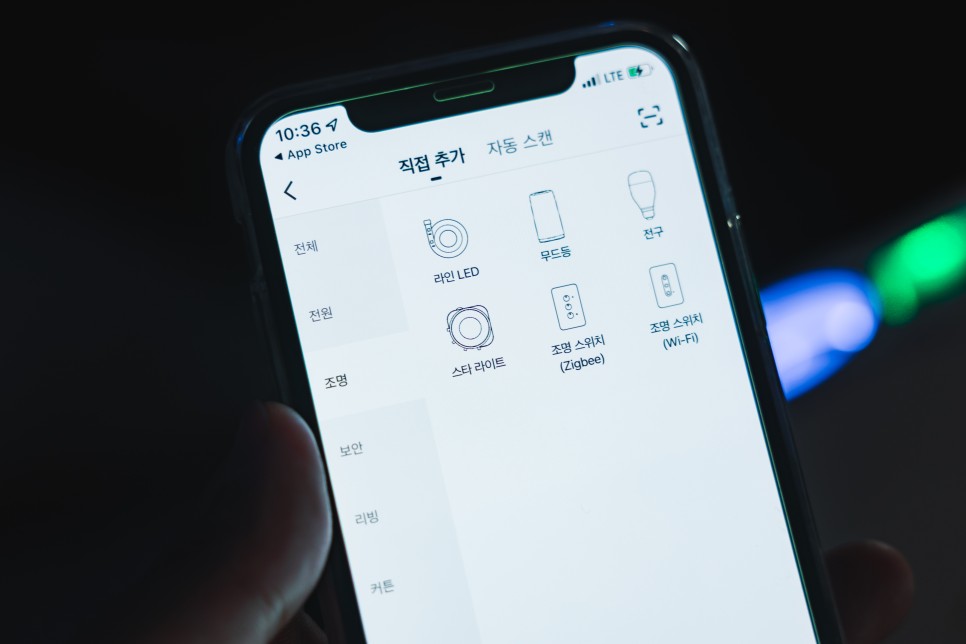 10:36
LTE
◀ App Store
직접 추가
자동 스캔
전체
전원
조명
보안
리빙
커튼
라인 LED
무드등
전구
스타 라이트
조명 스위치
(Zigbee)
조명 스위치
(Wi-Fi)